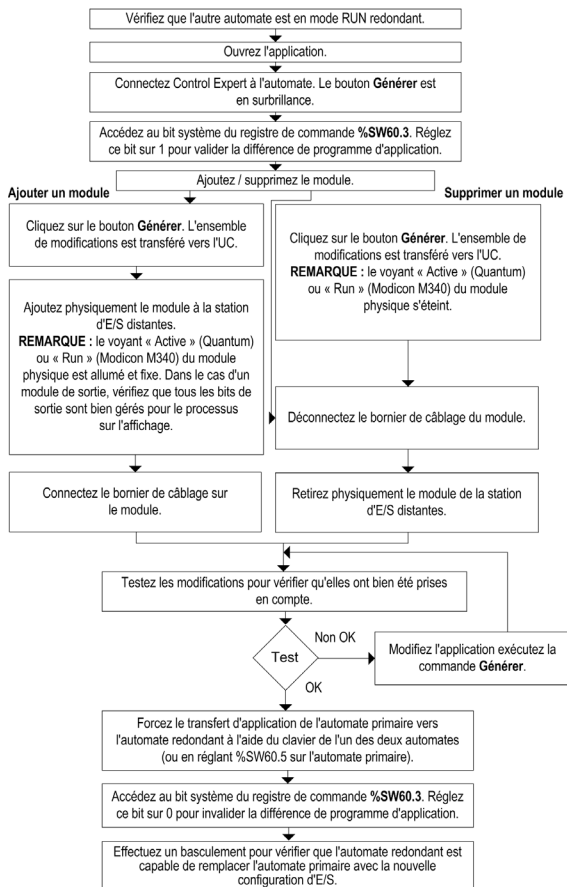 Vérifiez que l'autre automate est en mode RUN redondant.
Ouvrez l'application.
Connectez Control Expert à l'automate. Le bouton Générer est
en surbrillance.
Accédez au bit système du registre de commande %SW60.3. Réglez
ce bit sur 1 pour valider la différence de programme d'application.
Ajoutez / supprimez le module.
Ajouter un module
Cliquez sur le bouton Générer. L'ensemble
de modifications est transféré vers l'UC.
Ajoutez physiquement le module à la station
d'E/S distantes.
REMARQUE : le voyant « Active » (Quantum)
ou « Run » (Modicon M340) du module
physique est allumé et fixe. Dans le cas d'un
module de sortie, vérifiez que tous les bits de
sortie sont bien gérés pour le processus
sur l'affichage.
Connectez le bornier de câblage sur
le module.
Supprimer un module
Cliquez sur le bouton Générer. L'ensemble de
modifications est transféré vers l'UC.
REMARQUE : le voyant « Active » (Quantum)
ou « Run » (Modicon M340) du module
physique s'éteint.
Déconnectez le bornier de câblage du module.
Retirez physiquement le module de la station
d'E/S distantes.
Testez les modifications pour vérifier qu'elles ont bien été prises
en compte.
Test
Non OK
Modifiez l'application exécutez la
commande Générer.
OK
Forcez le transfert d'application de l'automate primaire vers
l'automate redondant à l'aide du clavier de l'un des deux automates
(ou en réglant %SW60.5 sur l'automate primaire).
Accédez au bit système du registre de commande %SW60.3. Réglez
ce bit sur 0 pour invalider la différence de programme d'application.
Effectuez un basculement pour vérifier que l'automate redondant est
capable de remplacer l'automate primaire avec la nouvelle
configuration d'E/S.